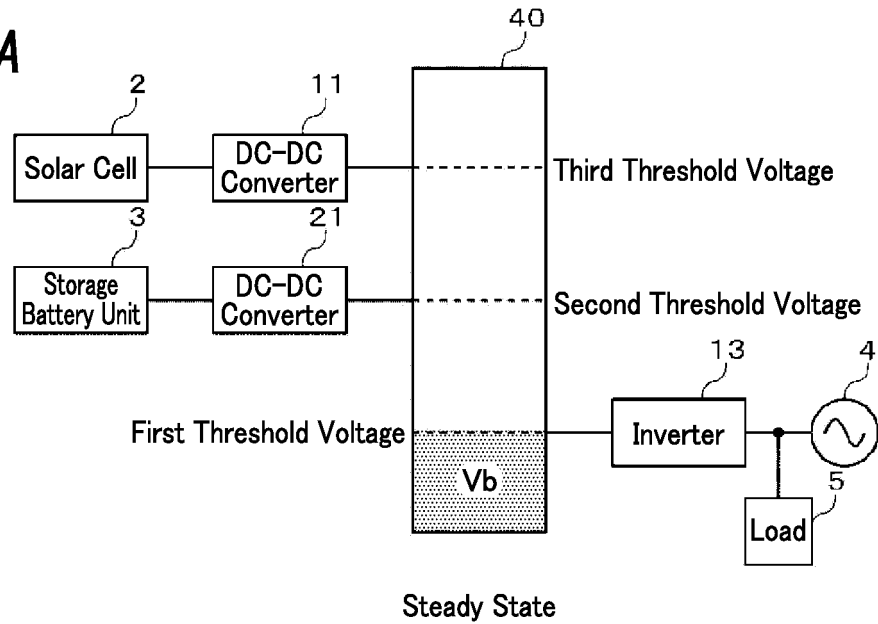 A
40
2
11
Solar Cell
DC-DC
Converter
Third Threshold Voltage
3
21
Storage
Battery Unit
DC-DC
Converter
Second Threshold Voltage
13
4
First Threshold Voltage
Inverter
Vb
5
Load
Steady State